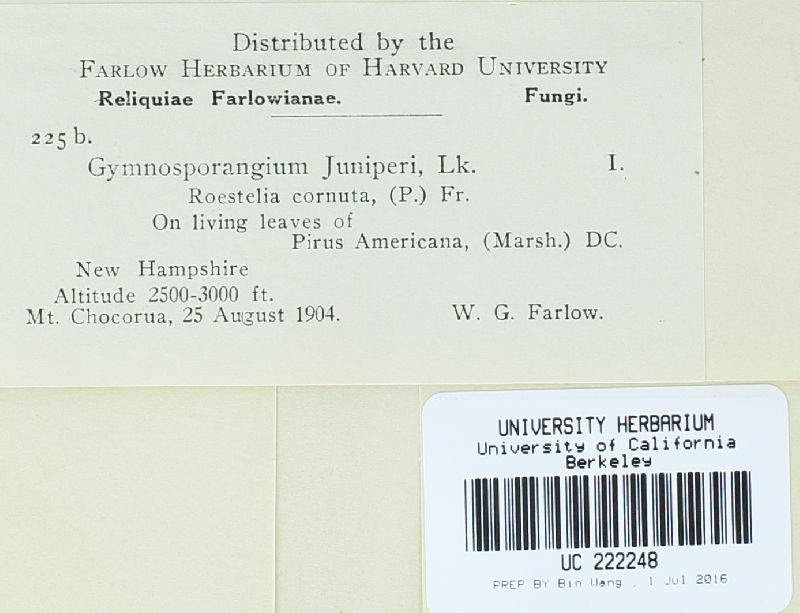 Distributed by the
FARLOW HERBARIUM OF HARVARD UNIVERSITY
Reliquiae Farlowianae. Fungi.
225 b.
Gymnosporangium Juniperi, Lk. I.
Roestelia cornuta, (P.) Fr.
On living leaves of
Pirus Americana, (Marsh.) DC.
New Hampshire
Altitude 2500-3000 ft.
Mt. Chocorua, 25 August 1904. W. G. Farlow.
UNIVERSITY HERBARIUM
University of California
Berkeley
UC 222248
PREP BY Bin Wang , 1 Jul 2016